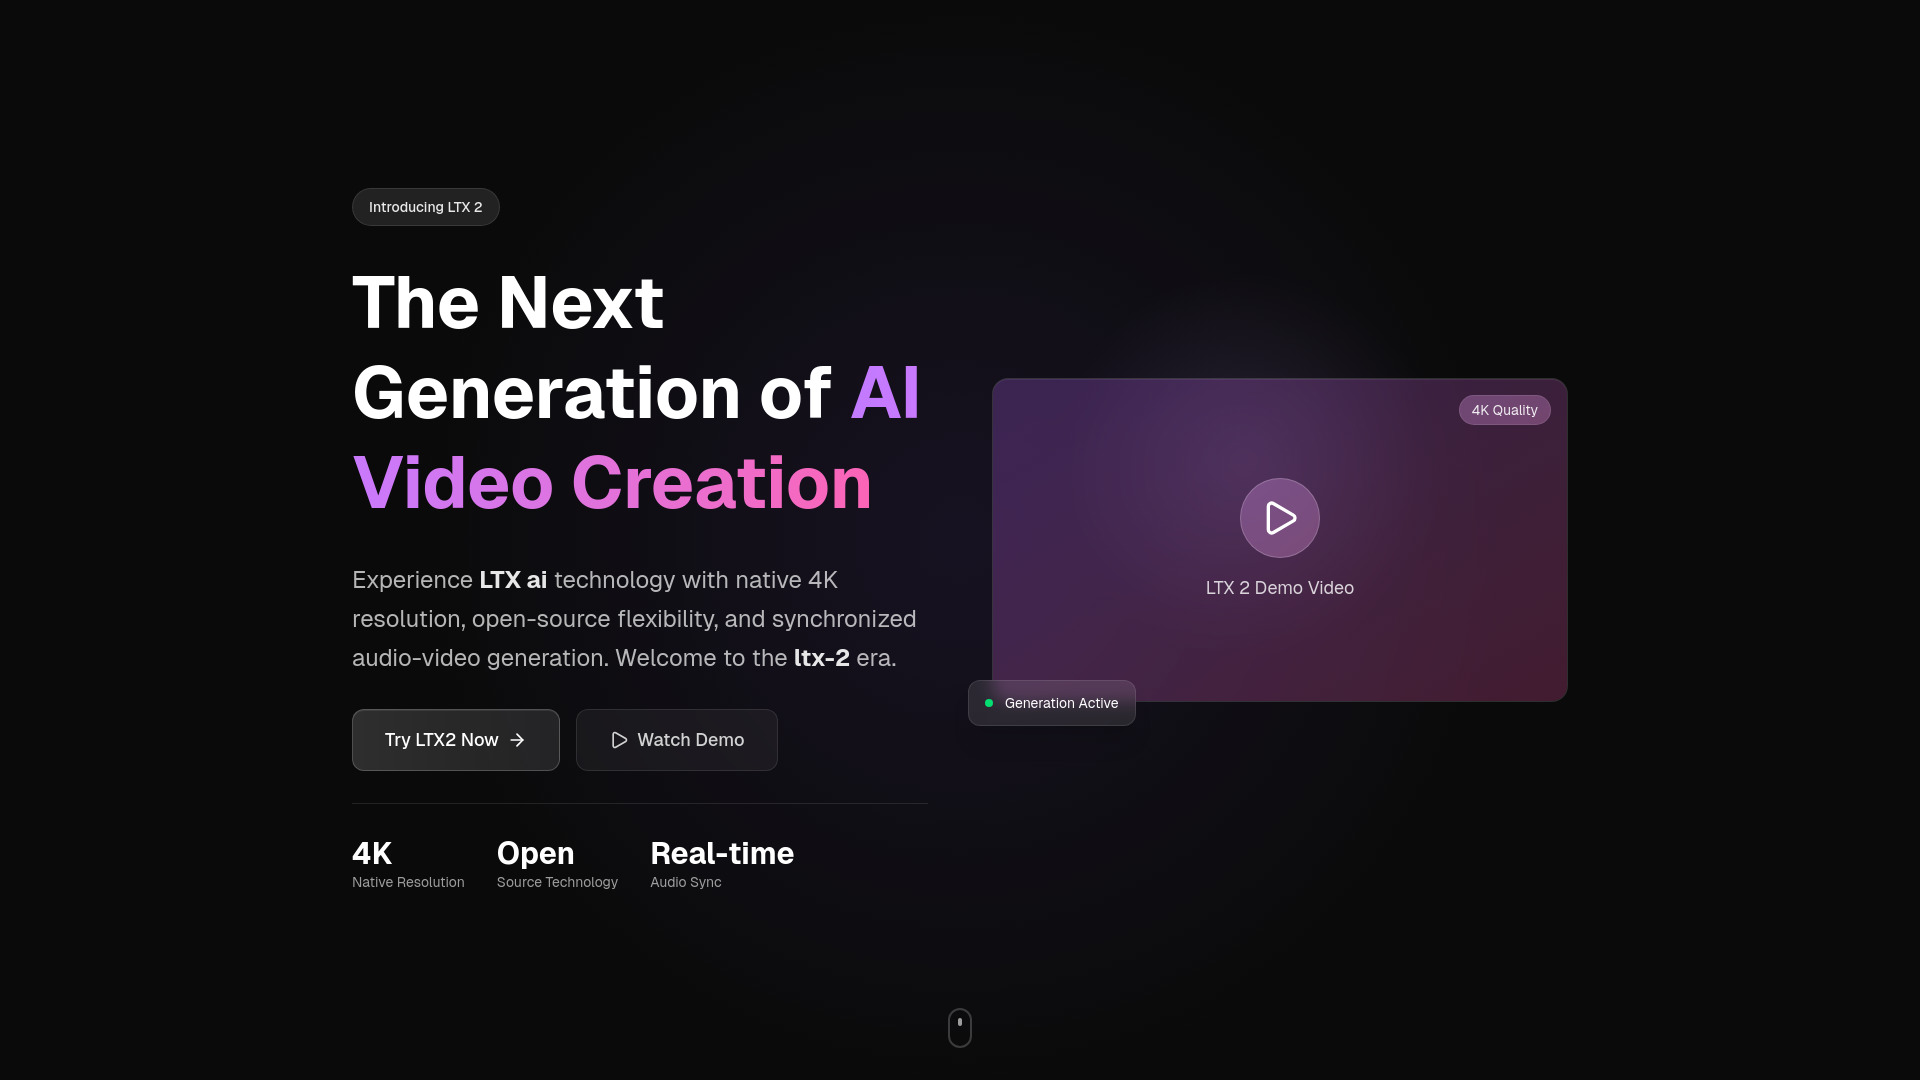 Introducing LTX 2
The Next
Generation of AI
Video Creation
Experience LTX ai technology with native 4K
resolution, open-source flexibility, and synchronized
audio-video generation. Welcome to the ltx-2 era.
Try LTX2 Now
Watch Demo
4K
Native Resolution
Open
Source Technology
Real-time
Audio Sync
4K Quality
LTX 2 Demo Video
Generation Active